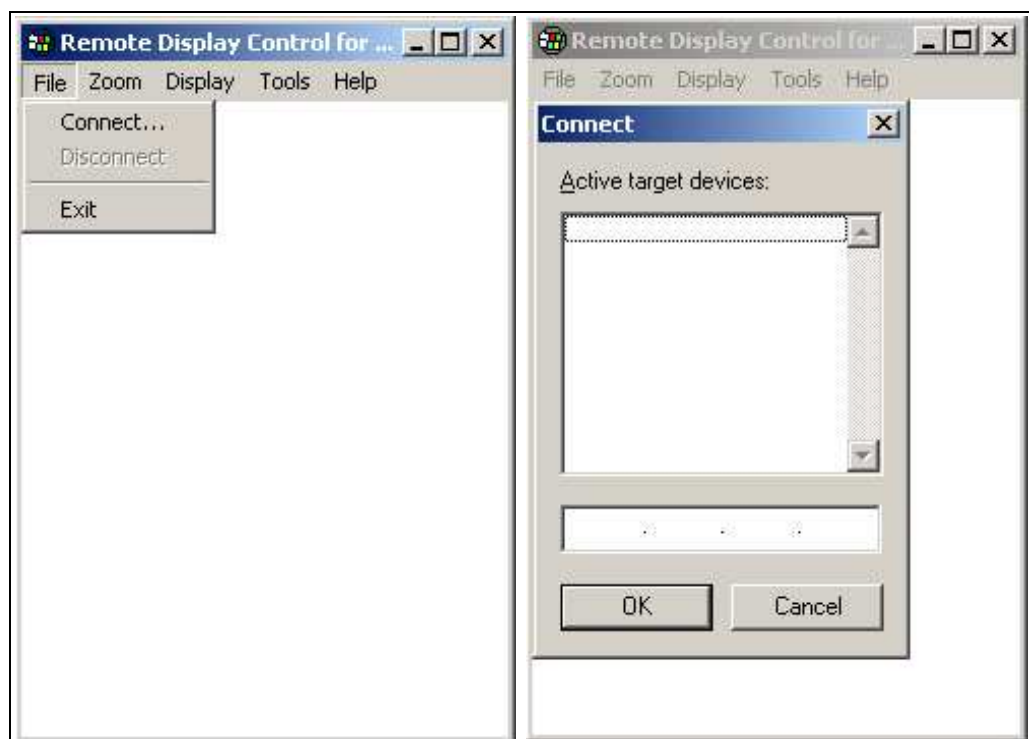 Remote Display Control for ...
File Zoom Display Tools Help
Connect...
Disconnect
Exit
Remote Display Control for ...
File Zoom Display Tools Help
Connect
Active target devices:
. . .
OK Cancel